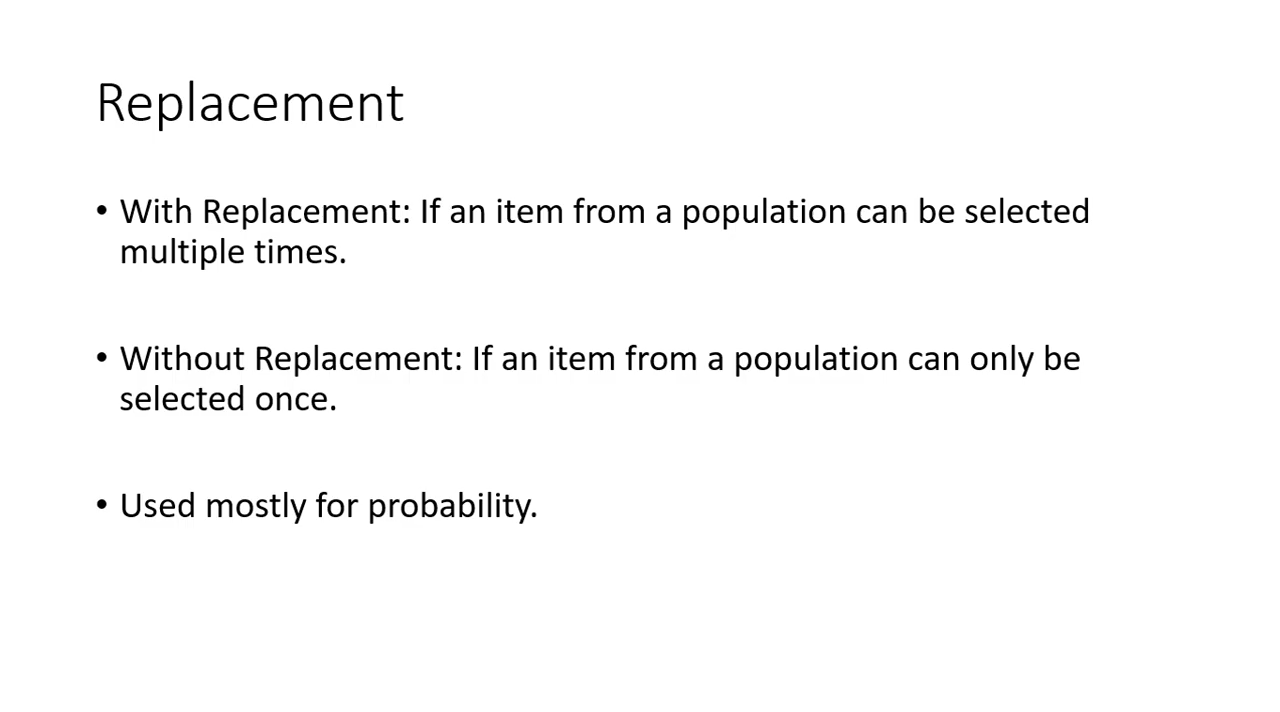 Replacement
• With Replacement: If an item from a population can be selected
multiple times.
• Without Replacement: If an item from a population can only be
selected once.
• Used mostly for probability.